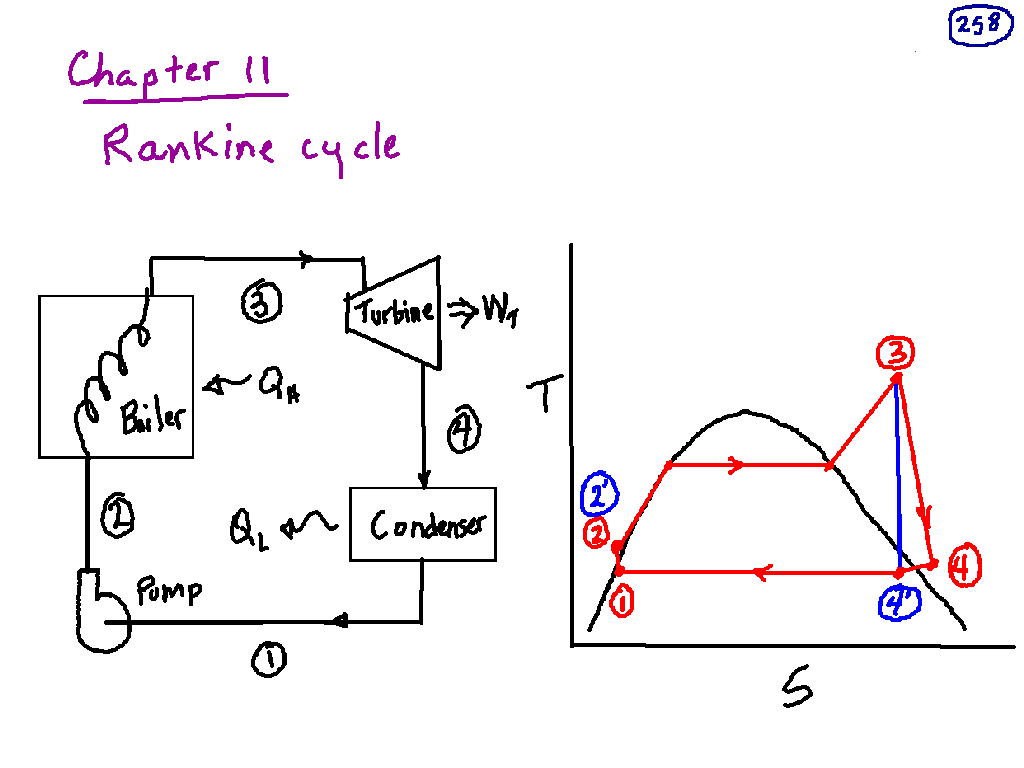 258
Chapter 11
Rankine cycle
3
Turbine ⇒ W_T
Q_H
Boiler
4
2
Q_L
Condenser
Pump
1
T
3
2'
2
4
1
4'
S